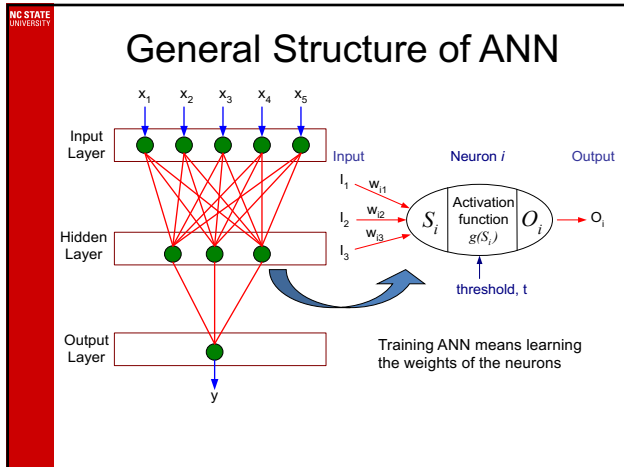 NC STATE
UNIVERSITY
General Structure of ANN
x1 x2 x3 x4 x5
Input
Layer
Hidden
Layer
Output
Layer
y
Input Neuron i Output
I1 wi1
I2 wi2
I3 wi3
Si
Activation
function
g(Si)
Oi
Oi
threshold, t
Training ANN means learning
the weights of the neurons